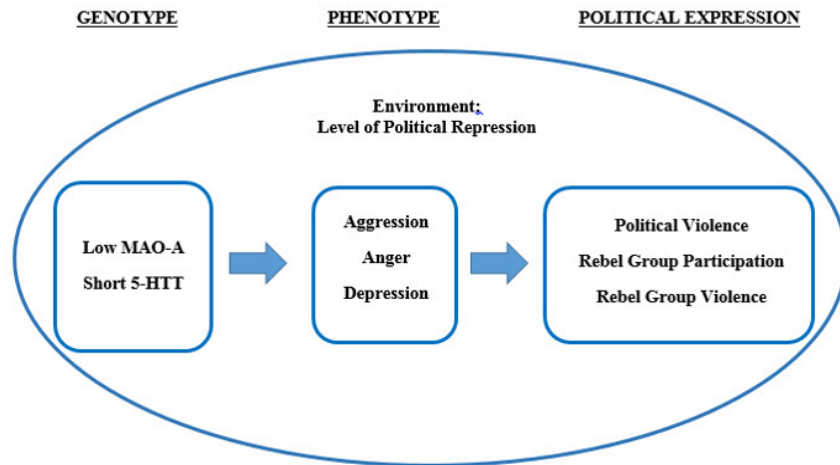 GENOTYPE
PHENOTYPE
POLITICAL EXPRESSION
Environment:
Level of Political Repression
Low MAO-A
Short 5-HTT
Aggression
Anger
Depression
Political Violence
Rebel Group Participation
Rebel Group Violence